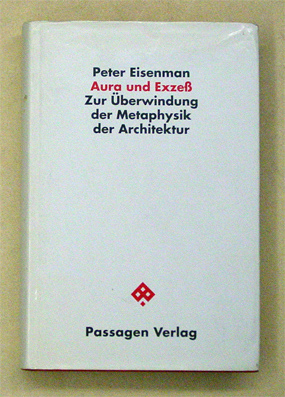 Peter Eisenman
Aura und Exzeß
Zur Überwindung
der Metaphysik
der Architektur
Passagen Verlag